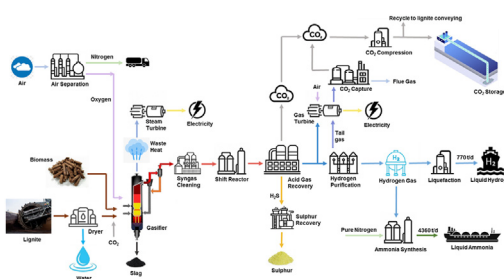 Recycle to lignite conveying
CO₂
CO₂ Compression
CO₂ Storage
Nitrogen
Air
Air Separation
Oxygen
CO₂
Air
CO₂ Capture
Flue Gas
Steam
Turbine
Electricity
Gas
Turbine
Electricity
Waste
Heat
Tail
gas
Biomass
H₂
770t/d
Syngas
Cleaning
Shift Reactor
Acid Gas
Recovery
Hydrogen
Purification
Hydrogen Gas
Liquefaction
Gasifier
H₂S
Lignite
Dryer
CO₂
Sulphur
Recovery
Pure Nitrogen
4360t/d
Ammonia Synthesis
Liquid Ammonia
Water
Slag
Sulphur